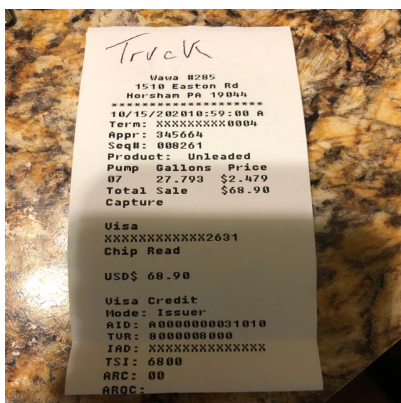 Truck
Wawa #285
1510 Easton Rd
Horsham PA 19044
********************
10/15/202010:59:00 A
Term: XXXXXXXXX0004
Appr: 345664
Seq#: 008261
Product: Unleaded
Pump Gallons Price
07 27.793 $2.479
Total Sale $68.90
Capture
Visa
XXXXXXXXXXXX2631
Chip Read
USD$ 68.90
Visa Credit
Mode: Issuer
AID: A0000000031010
TVR: 8000008000
IAD: XXXXXXXXXXXXXX
TSI: 6800
ARC: 00
ARQC: